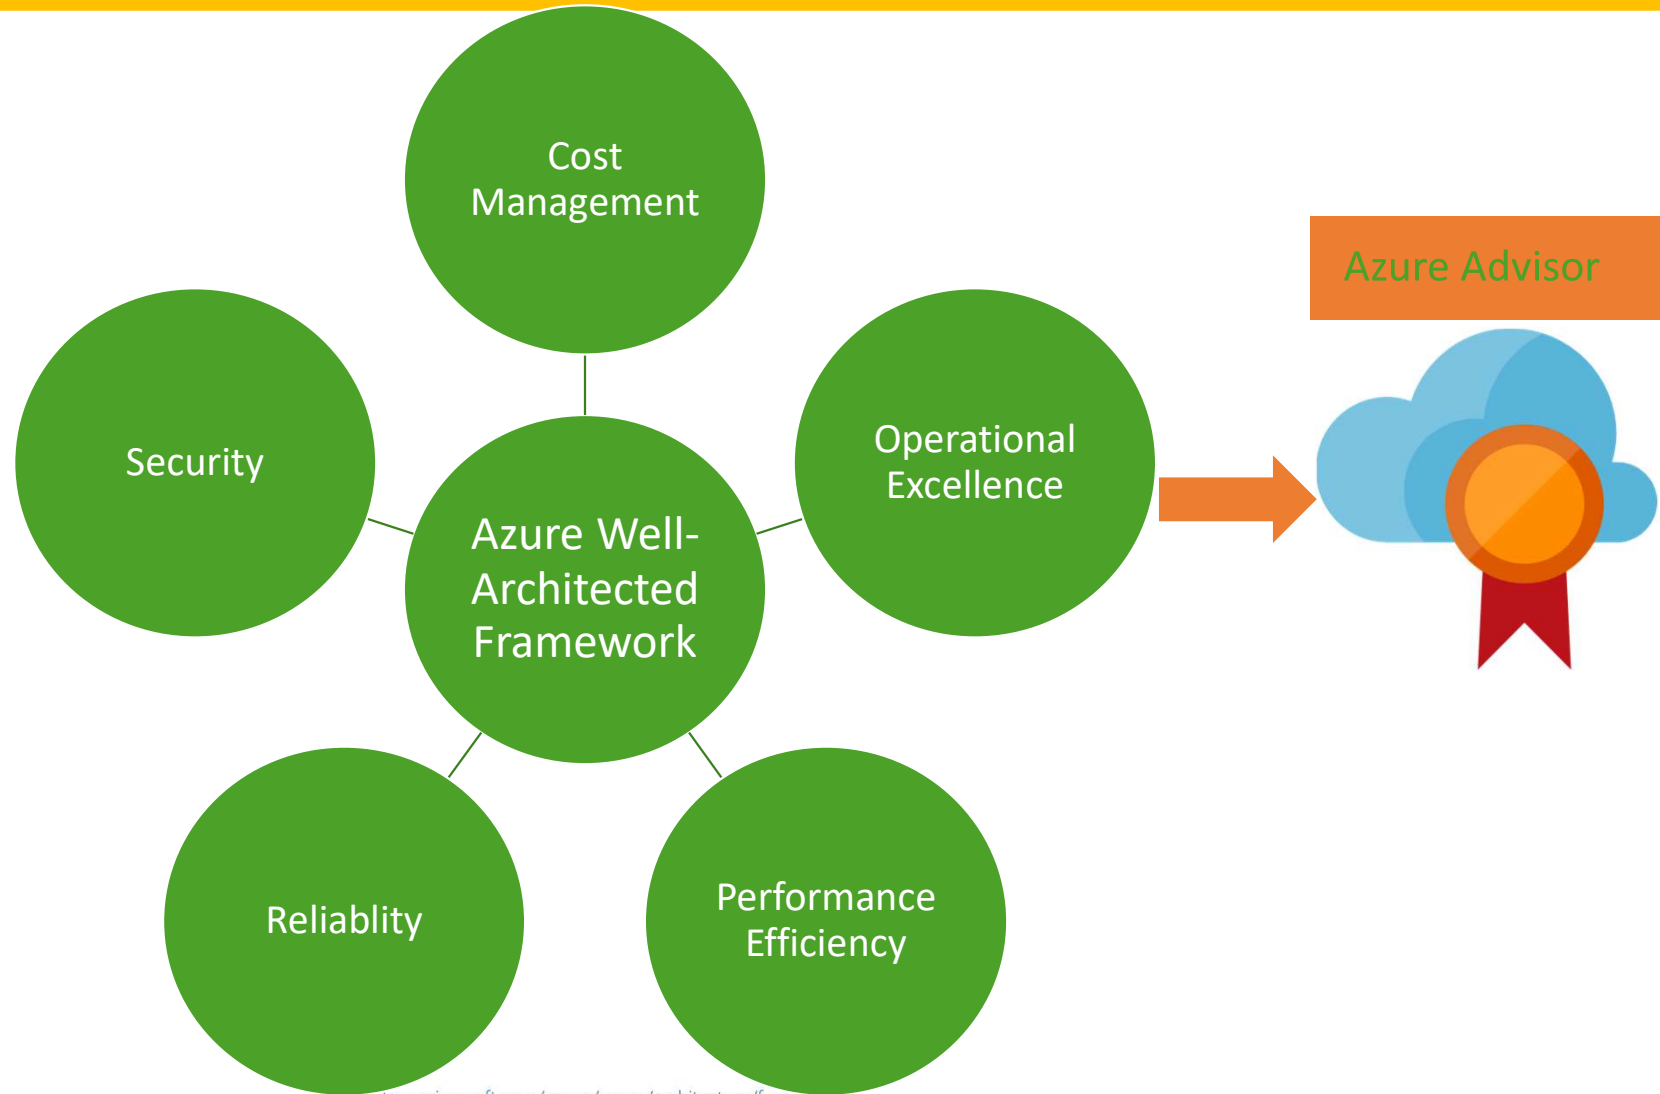 Cost
Management
Azure Advisor
Security
Operational
Excellence
Azure Well-
Architected
Framework
Reliablity
Performance
Efficiency